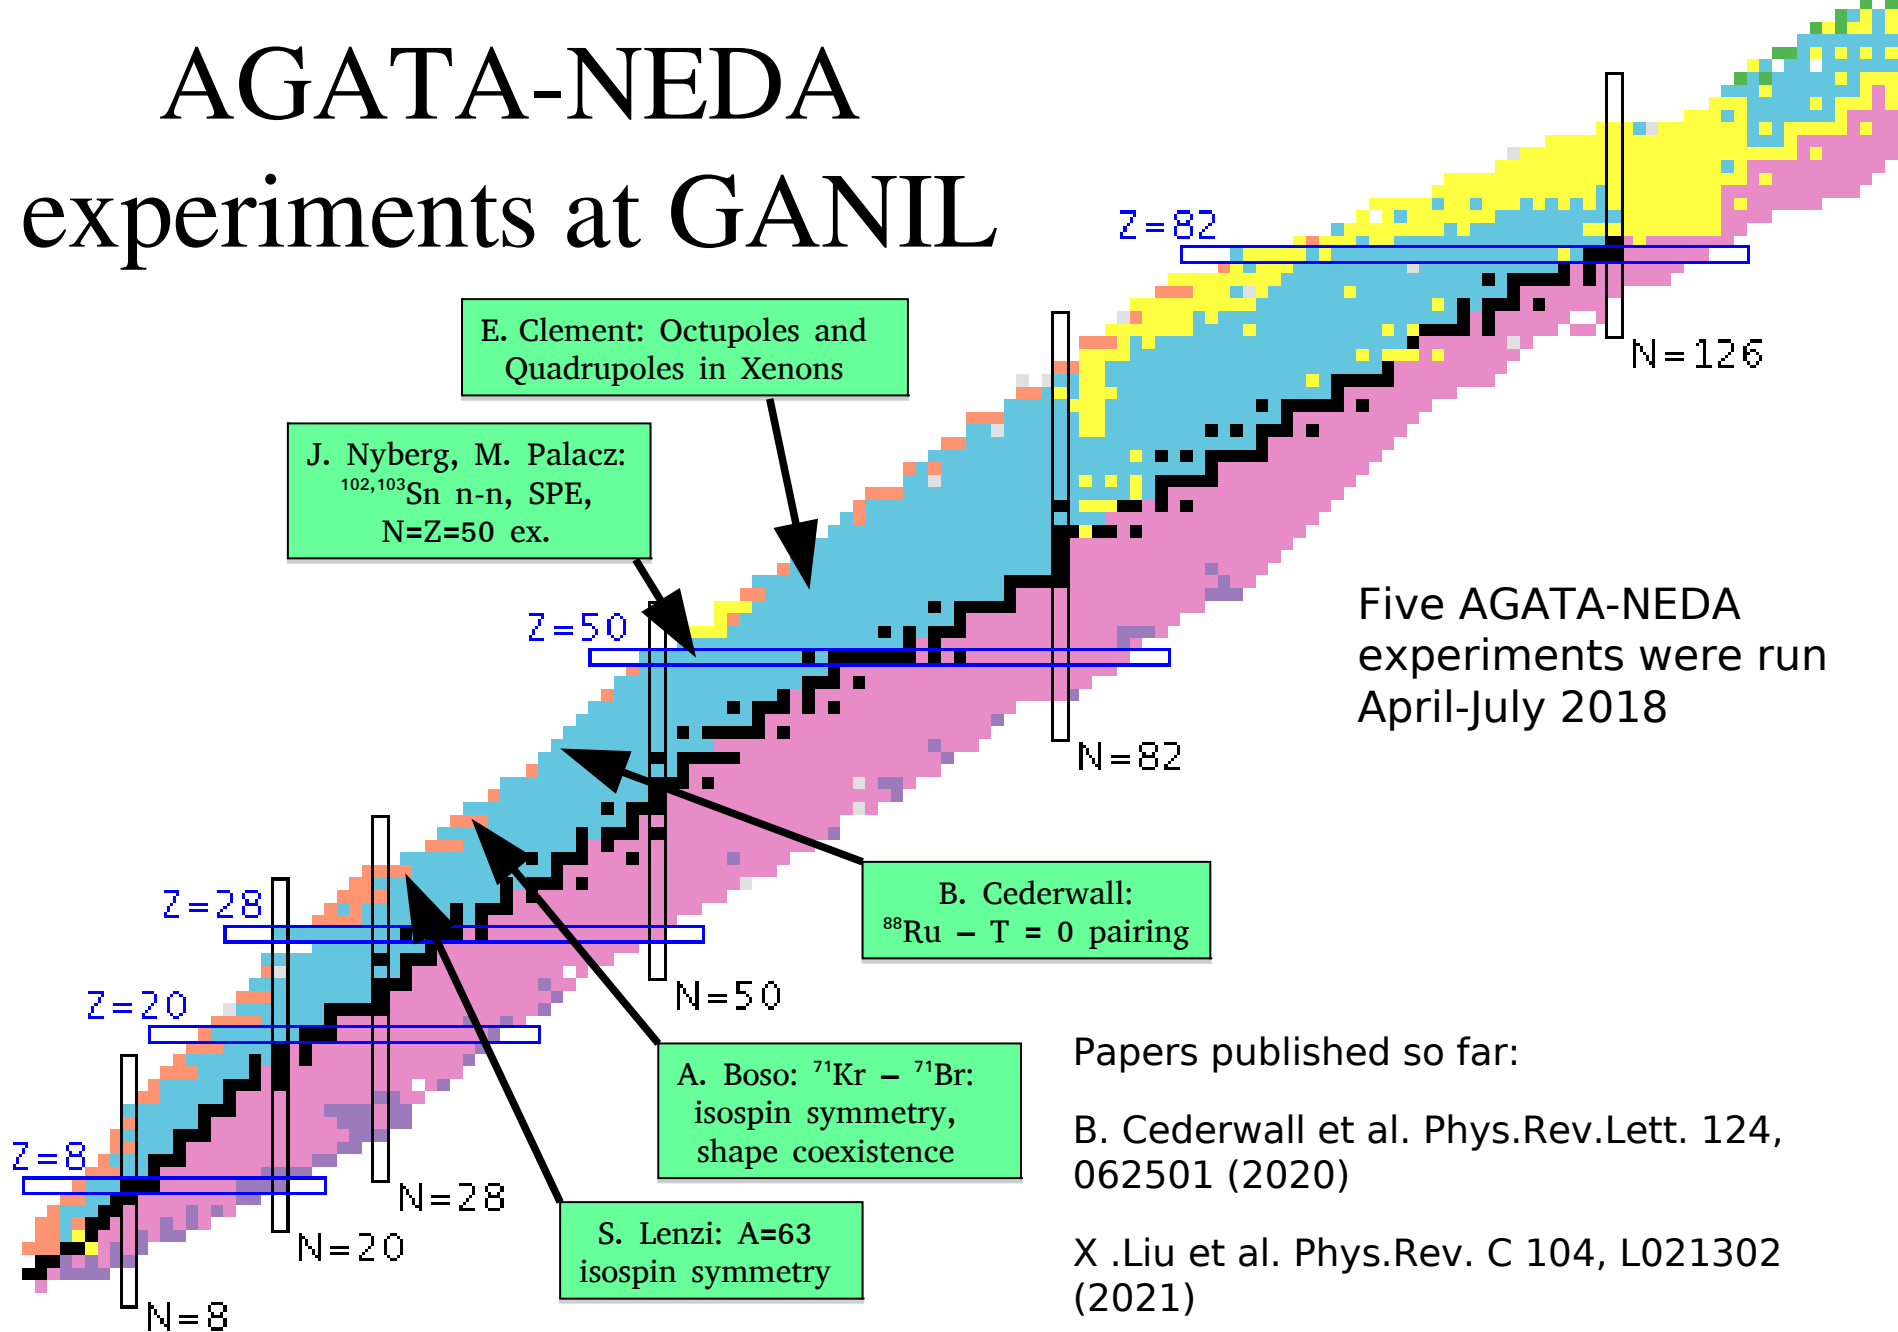 AGATA-NEDA
experiments at GANIL
Z=82
E. Clement: Octupoles and
Quadrupoles in Xenons
N=126
J. Nyberg, M. Palacz:
¹⁰²,¹⁰³Sn n-n, SPE,
N=Z=50 ex.
Z=50
Five AGATA-NEDA
experiments were run
April-July 2018
N=82
B. Cederwall:
⁸⁸Ru – T = 0 pairing
Z=28
N=50
Z=20
A. Boso: ⁷¹Kr – ⁷¹Br:
isospin symmetry,
shape coexistence
Z=8
N=28
S. Lenzi: A=63
isospin symmetry
N=20
N=8
Papers published so far:
B. Cederwall et al. Phys.Rev.Lett. 124,
062501 (2020)
X .Liu et al. Phys.Rev. C 104, L021302
(2021)